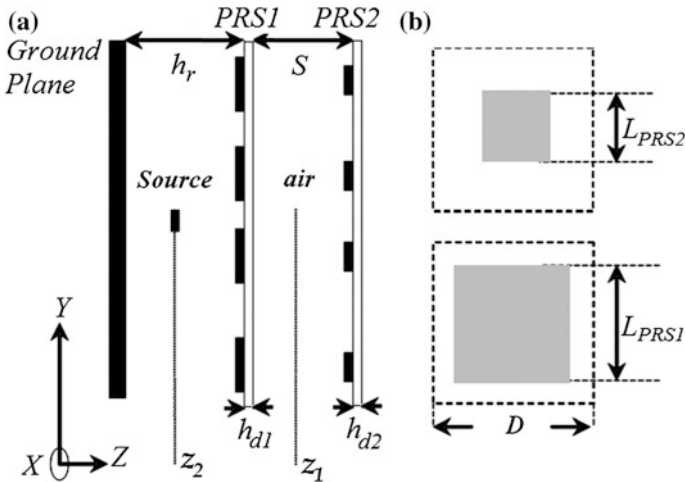 (a)
PRS1 PRS2
(b)
Ground
Plane
h_r
S
L_PRS2
Source
air
Y
L_PRS1
X
Z
z_2
h_d1
z_1
h_d2
D